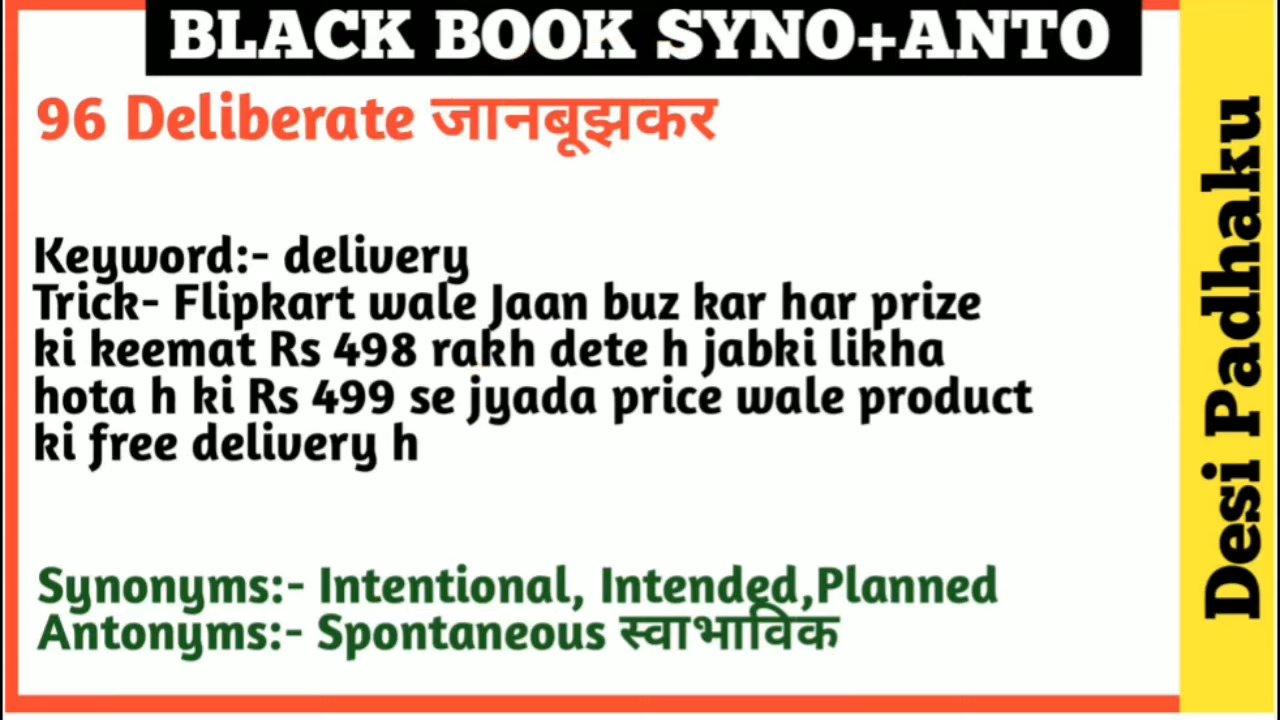 BLACK BOOK SYNO+ANTO
96 Deliberate जानबूझकर
Keyword:- delivery
Trick- Flipkart wale Jaan buz kar har prize
ki keemat Rs 498 rakh dete h jabki likha
hota h ki Rs 499 se jyada price wale product
ki free delivery h
Synonyms:- Intentional, Intended,Planned
Antonyms:- Spontaneous स्वाभाविक
Desi Padhaku